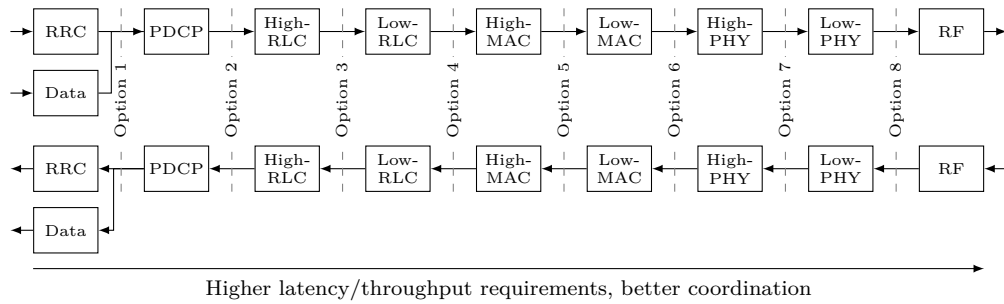 RRC
PDCP
High-
RLC
Low-
RLC
High-
MAC
Low-
MAC
High-
PHY
Low-
PHY
RF
Data
Option 1
Option 2
Option 3
Option 4
Option 5
Option 6
Option 7
Option 8
RRC
PDCP
High-
RLC
Low-
RLC
High-
MAC
Low-
MAC
High-
PHY
Low-
PHY
RF
Data
Higher latency/throughput requirements, better coordination